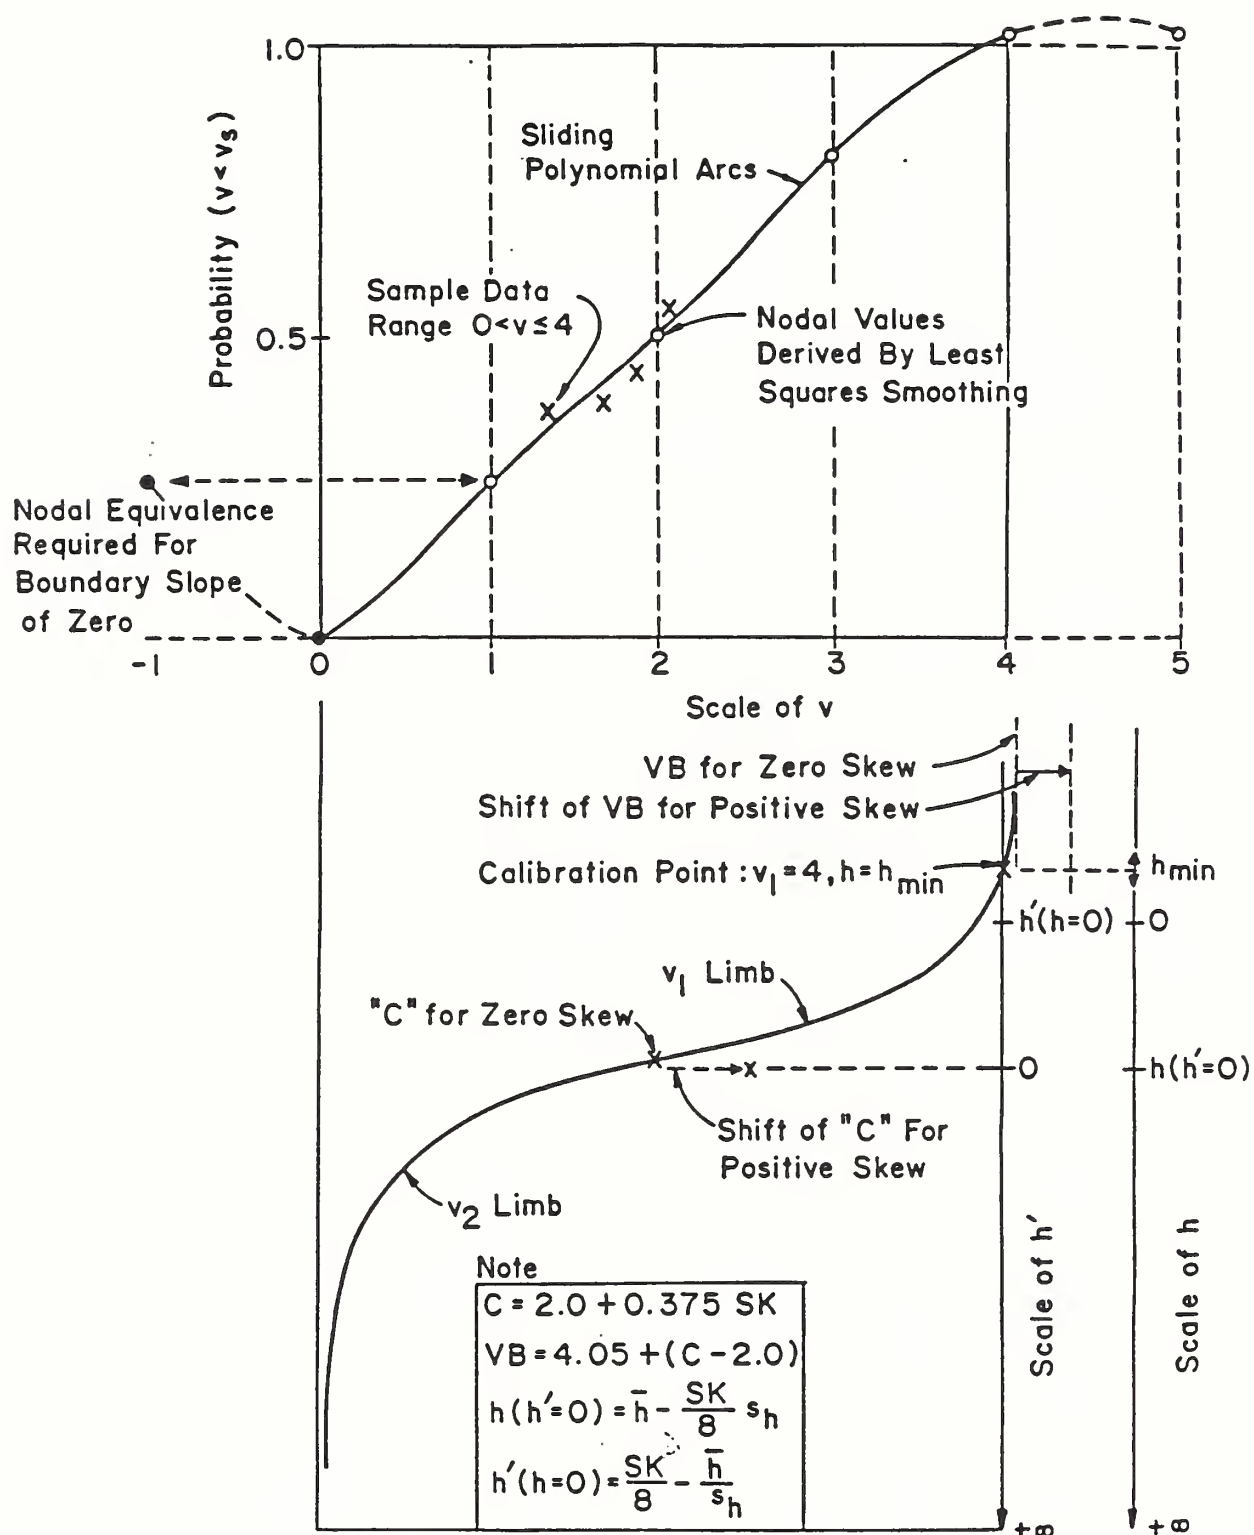 1.0
Probability (v < vs)
Sliding
Polynomial Arcs
Sample Data
Range 0<v≤4
0.5
Nodal Values
Derived By Least
Squares Smoothing
Nodal Equivalence
Required For
Boundary Slope
of Zero
-1 0 1 2 3 4 5
Scale of v
VB for Zero Skew
Shift of VB for Positive Skew
Calibration Point : v1 = 4, h = hmin
hmin
h'(h=0)
0
v1 Limb
"C" for Zero Skew
0
h(h'=0)
Shift of "C" For
Positive Skew
v2 Limb
Scale of h'
Scale of h
Note
C = 2.0 + 0.375 SK
VB = 4.05 + (C - 2.0)
h(h'=0) = h̄ - SK/8 sh
h'(h=0) = SK/8 - h̄/sh
+∞
+∞